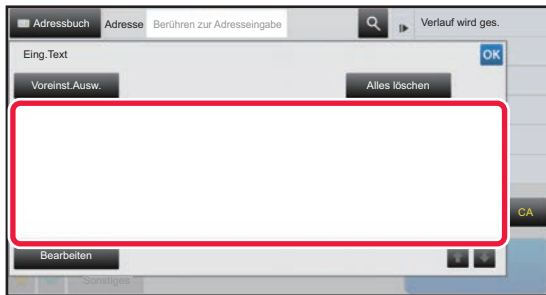 Adressbuch Adresse Berühren zur Adresseingabe Verlauf wird ges.
Eing.Text OK
Voreinst.Ausw. Alles löschen
CA
Bearbeiten
Sonstiges